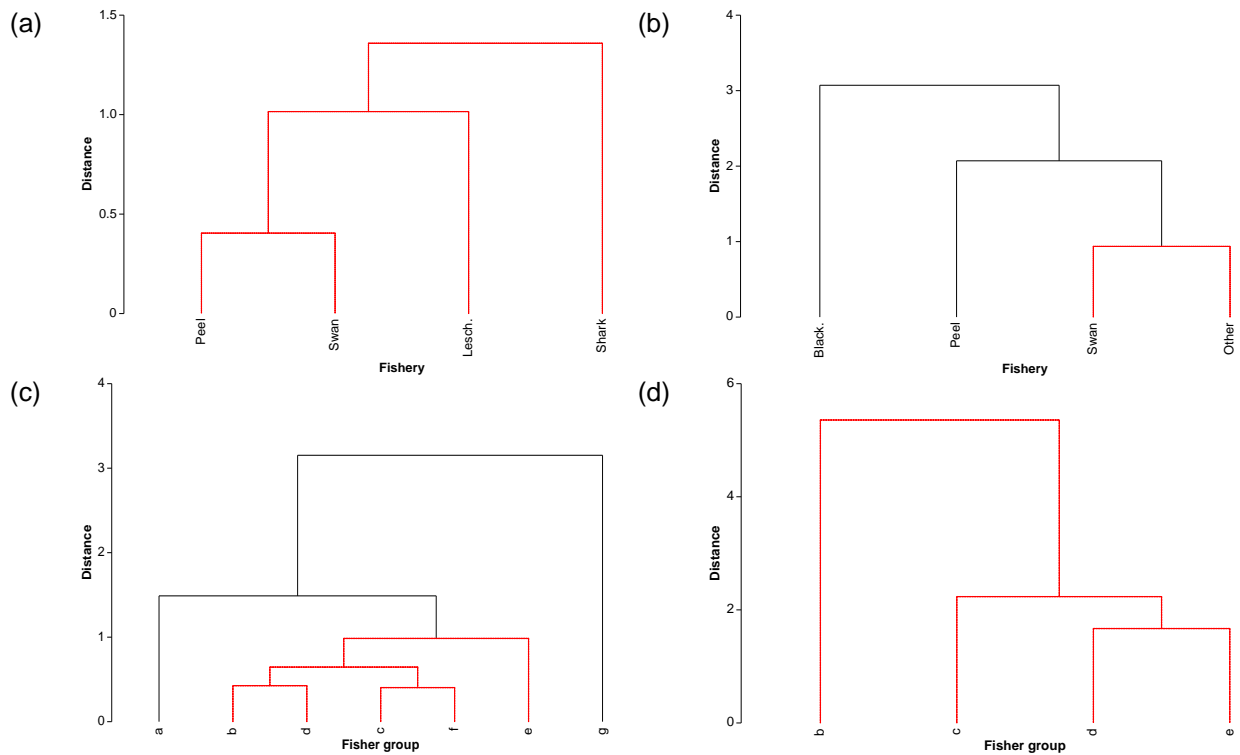 (a)
1.5
1.0
0.5
0
Distance
Peel
Swan
Lesch.
Shark
Fishery
(b)
4
3
2
1
0
Distance
Black.
Peel
Swan
Other
Fishery
(c)
4
3
2
1
0
Distance
a
b
d
c
f
e
g
Fisher group
(d)
6
4
2
0
Distance
b
c
d
e
Fisher group